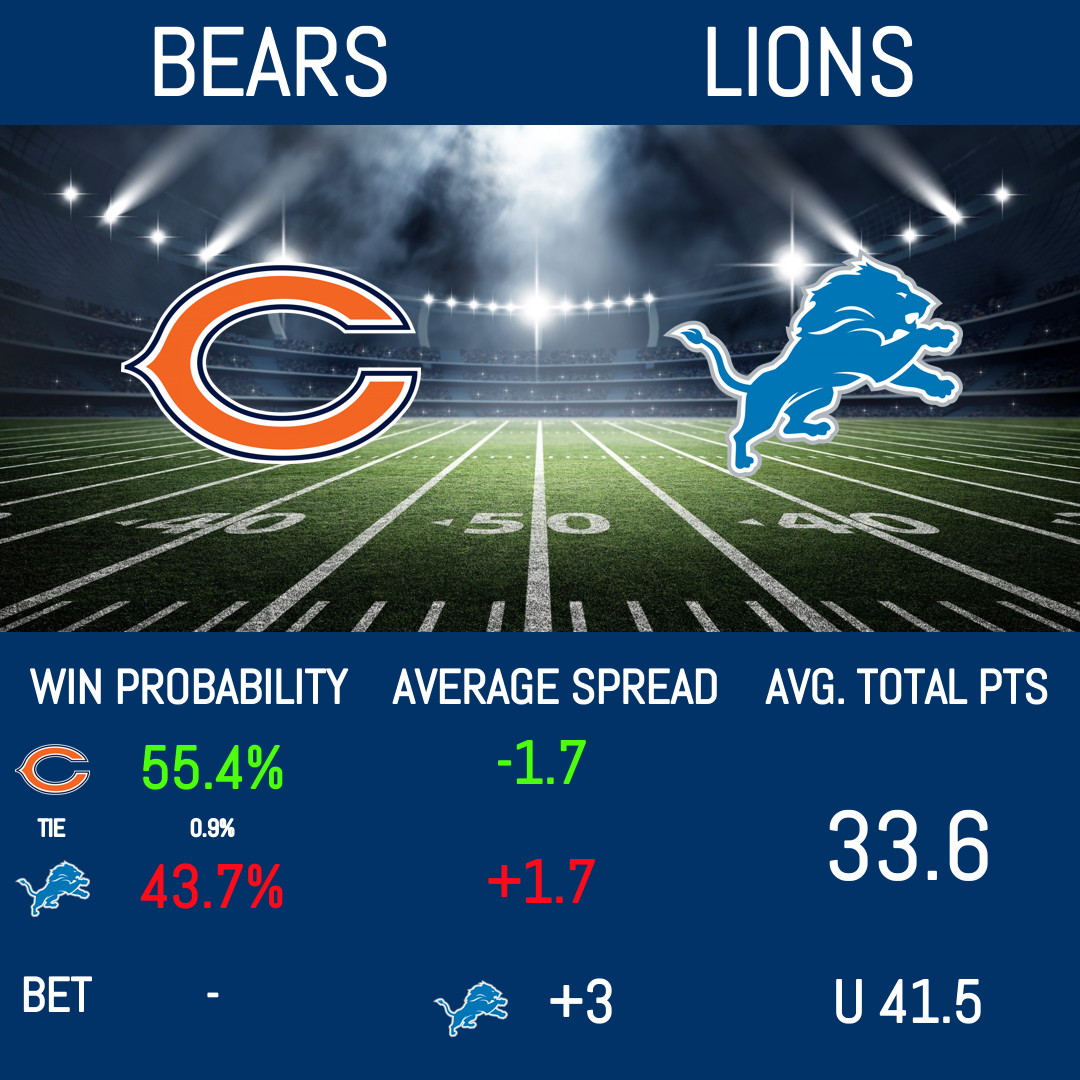 BEARS LIONS
40 50 40
WIN PROBABILITY AVERAGE SPREAD AVG. TOTAL PTS
55.4% -1.7
TIE 0.9%
33.6
43.7% +1.7
BET - +3 U 41.5